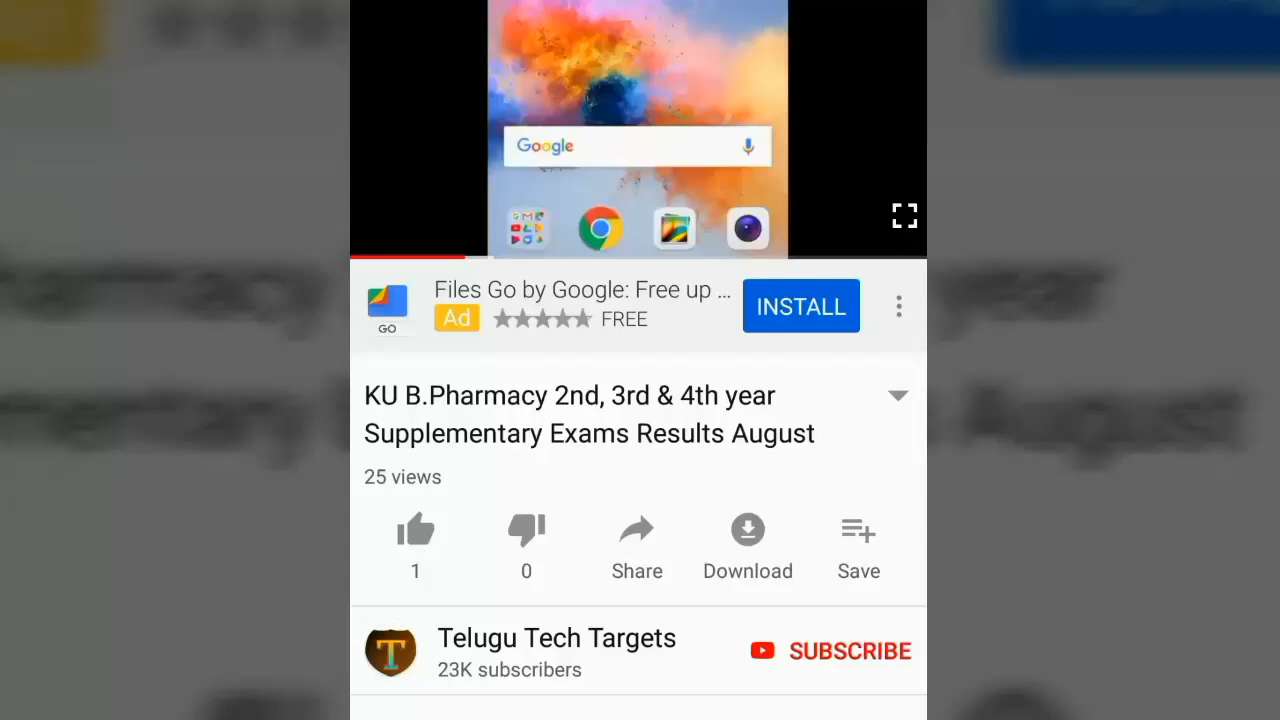 Google
Files Go by Google: Free up ...
GO
Ad
FREE
INSTALL
KU B.Pharmacy 2nd, 3rd & 4th year
Supplementary Exams Results August
25 views
1
0
Share
Download
Save
T
Telugu Tech Targets
23K subscribers
SUBSCRIBE